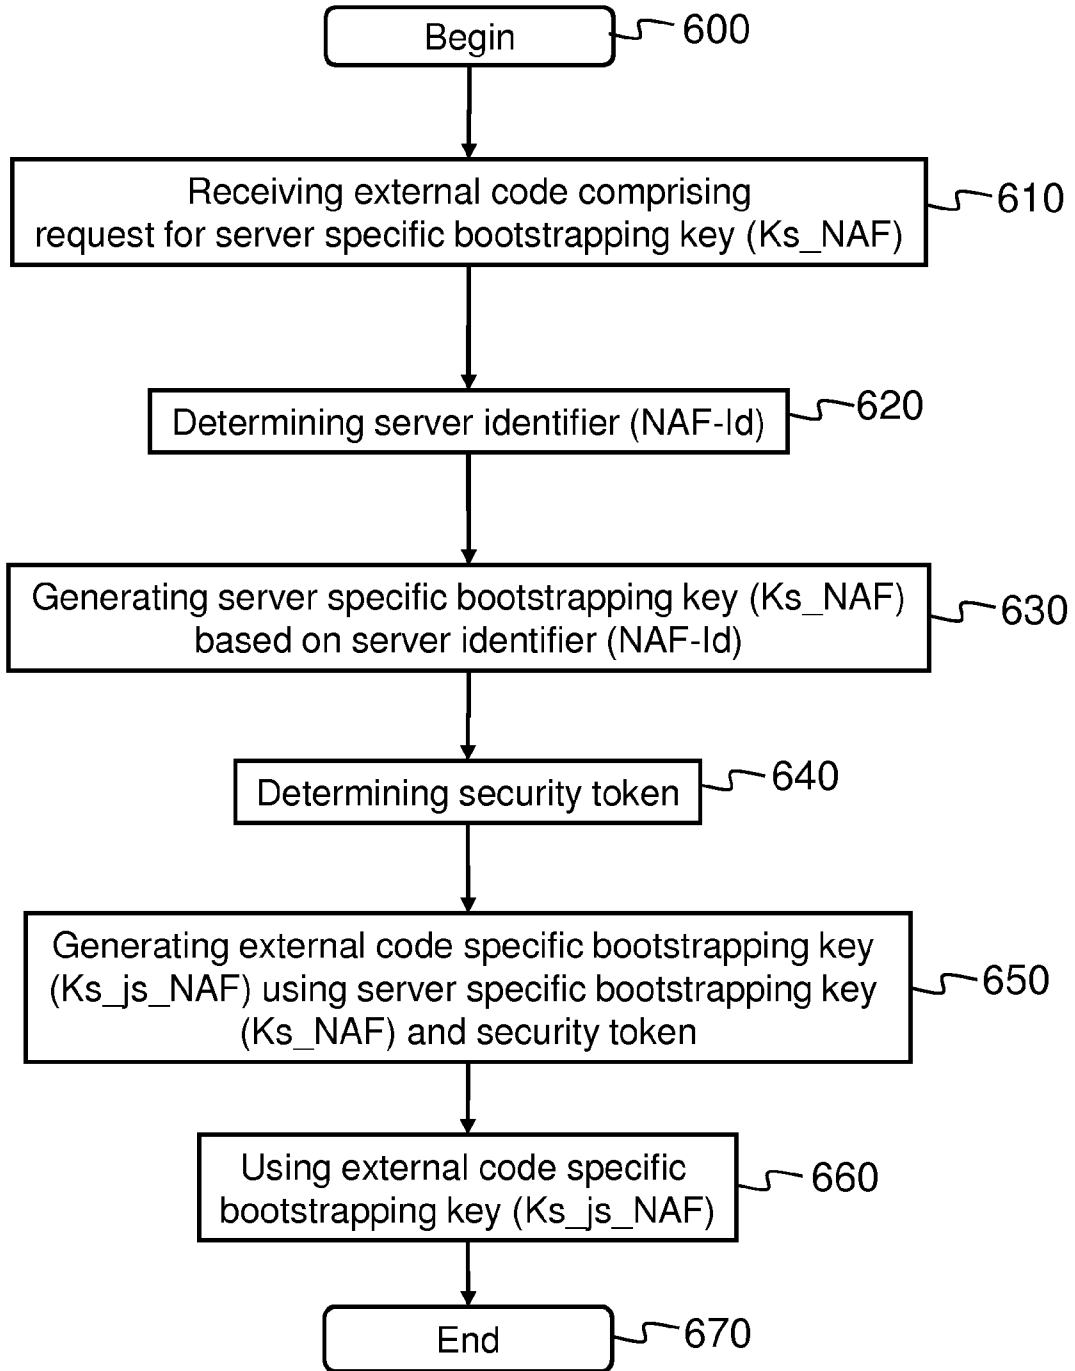 Begin
600
Receiving external code comprising
request for server specific bootstrapping key (Ks_NAF)
610
Determining server identifier (NAF-Id)
620
Generating server specific bootstrapping key (Ks_NAF)
based on server identifier (NAF-Id)
630
Determining security token
640
Generating external code specific bootstrapping key
(Ks_js_NAF) using server specific bootstrapping key
(Ks_NAF) and security token
650
Using external code specific
bootstrapping key (Ks_js_NAF)
660
End
670